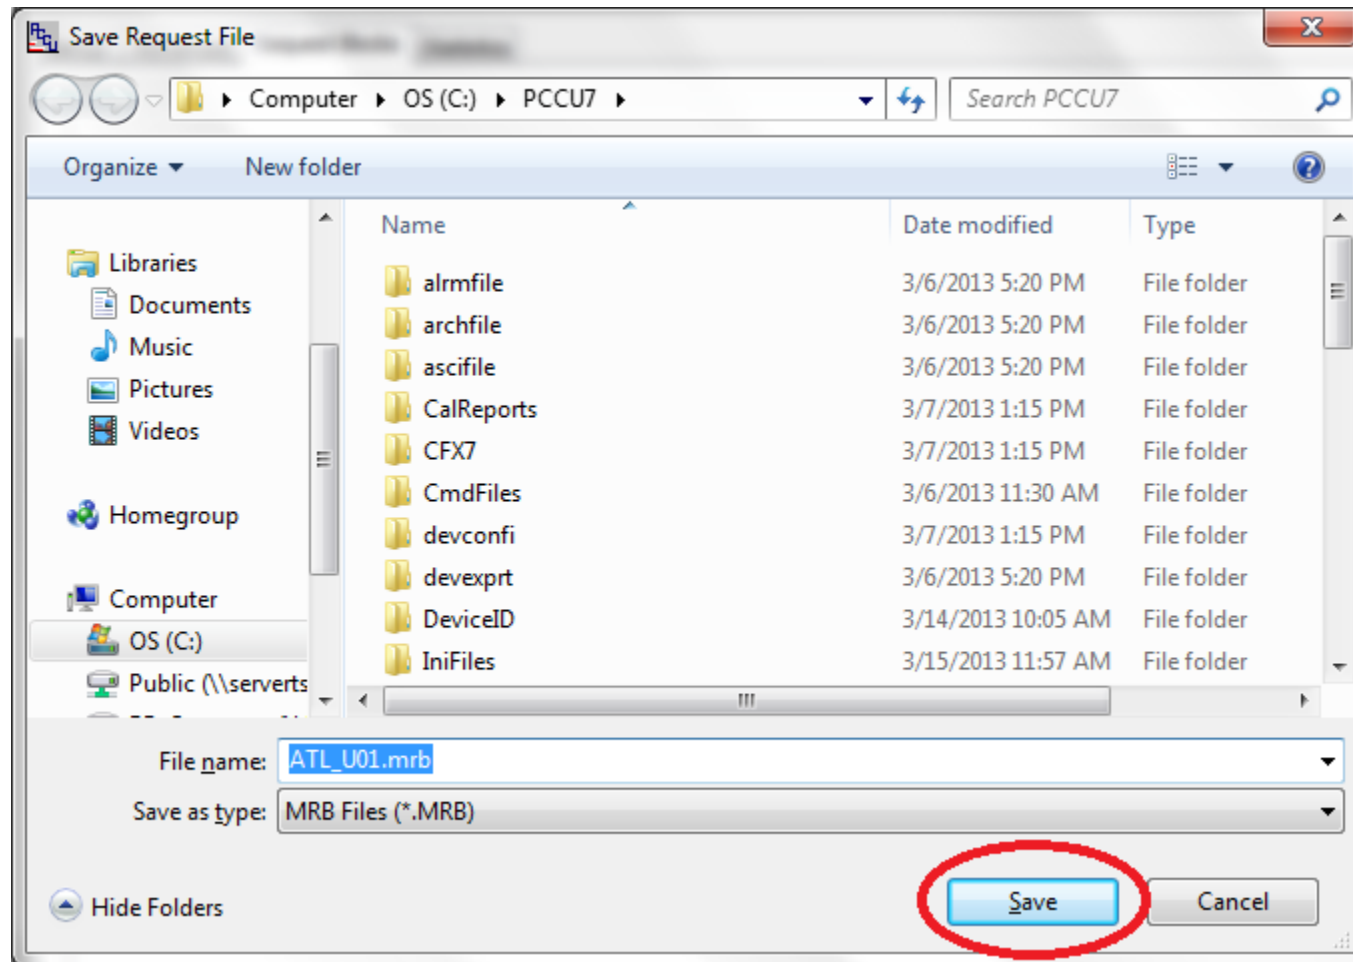 Save Request File
Computer OS (C:) PCCU7 Search PCCU7
Organize New folder
Name Date modified Type
Libraries
Documents
Music
Pictures
Videos
Homegroup
Computer
OS (C:)
Public (\\serverts
alrmfile 3/6/2013 5:20 PM File folder
archfile 3/6/2013 5:20 PM File folder
ascifile 3/6/2013 5:20 PM File folder
CalReports 3/7/2013 1:15 PM File folder
CFX7 3/7/2013 1:15 PM File folder
CmdFiles 3/6/2013 11:30 AM File folder
devconfi 3/7/2013 1:15 PM File folder
devexprt 3/6/2013 5:20 PM File folder
DeviceID 3/14/2013 10:05 AM File folder
IniFiles 3/15/2013 11:57 AM File folder
File name: ATL_U01.mrb
Save as type: MRB Files (*.MRB)
Hide Folders Save Cancel